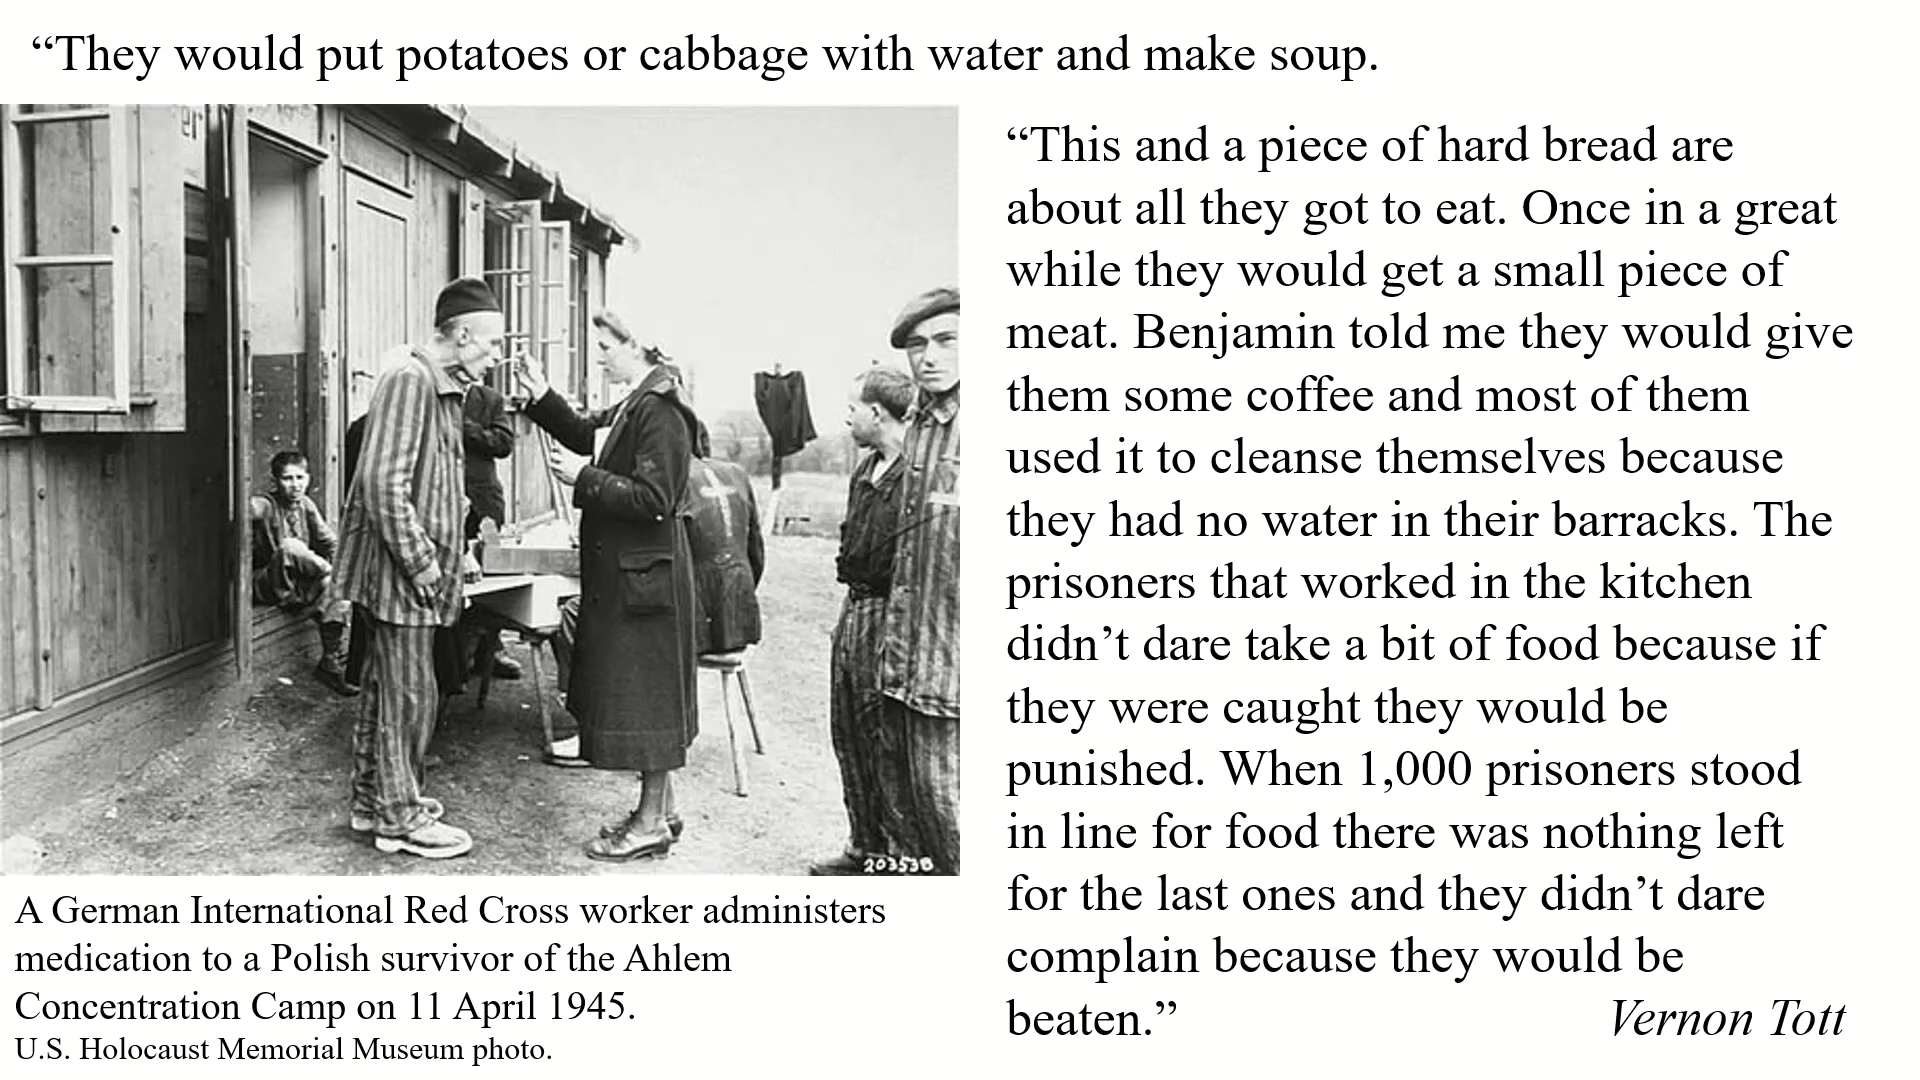 “They would put potatoes or cabbage with water and make soup.
er
“This and a piece of hard bread are
about all they got to eat. Once in a great
while they would get a small piece of
meat. Benjamin told me they would give
them some coffee and most of them
used it to cleanse themselves because
they had no water in their barracks. The
prisoners that worked in the kitchen
didn’t dare take a bit of food because if
they were caught they would be
punished. When 1,000 prisoners stood
in line for food there was nothing left
for the last ones and they didn’t dare
complain because they would be
beaten.” Vernon Tott
203538
A German International Red Cross worker administers
medication to a Polish survivor of the Ahlem
Concentration Camp on 11 April 1945.
U.S. Holocaust Memorial Museum photo.